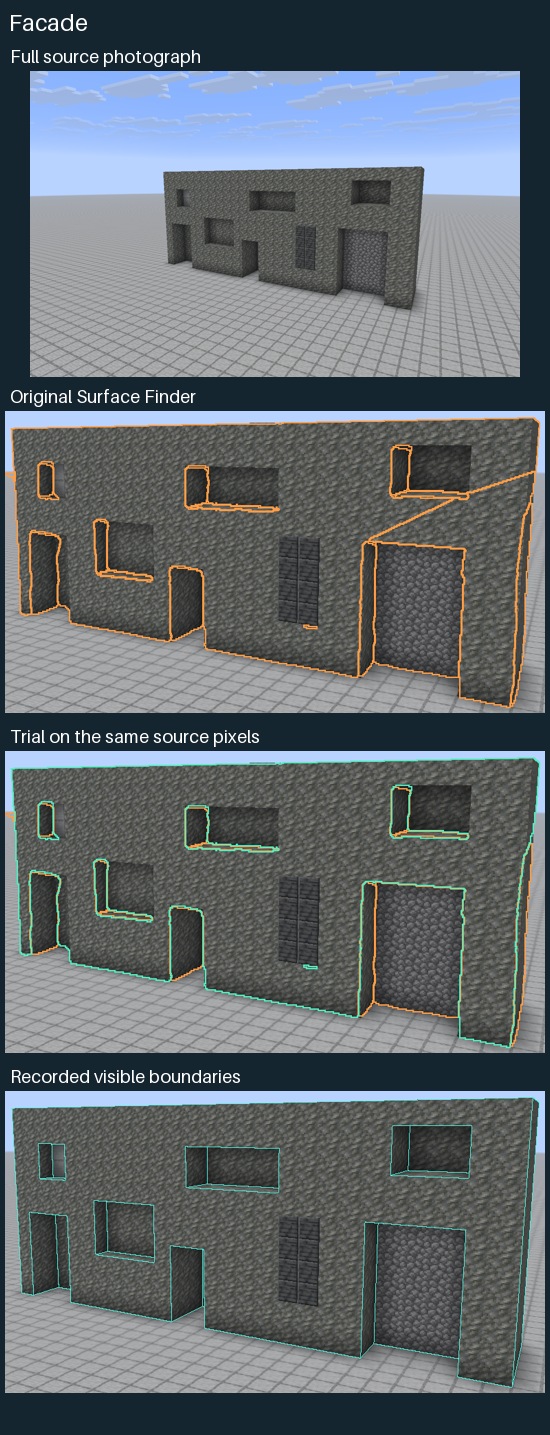 Facade
Full source photograph
Original Surface Finder
Trial on the same source pixels
Recorded visible boundaries